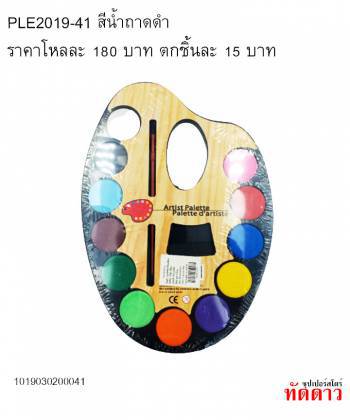 PLE2019-41 สีน้ำถาดดำ
ราคาโหลละ 180 บาท ตกชิ้นละ 15 บาท
Artist Palette
Palette d'artiste
CE
1019030200041
ซุปเปอร์สโตร์
ทัดดาว